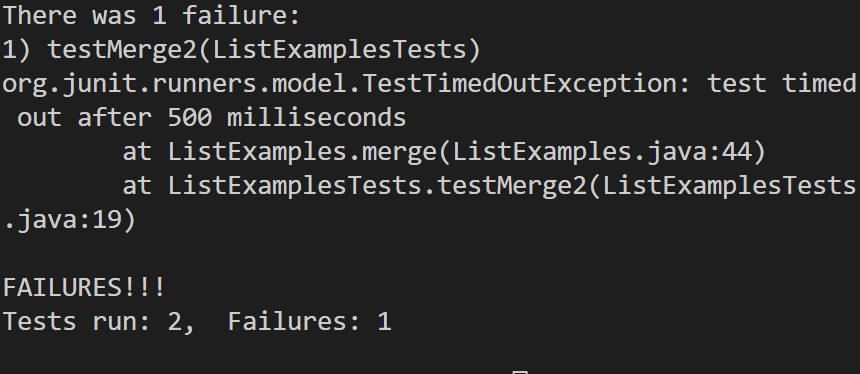 There was 1 failure:
1) testMerge2(ListExamplesTests)
org.junit.runners.model.TestTimedOutException: test timed
 out after 500 milliseconds
        at ListExamples.merge(ListExamples.java:44)
        at ListExamplesTests.testMerge2(ListExamplesTests
.java:19)

FAILURES!!!
Tests run: 2,  Failures: 1